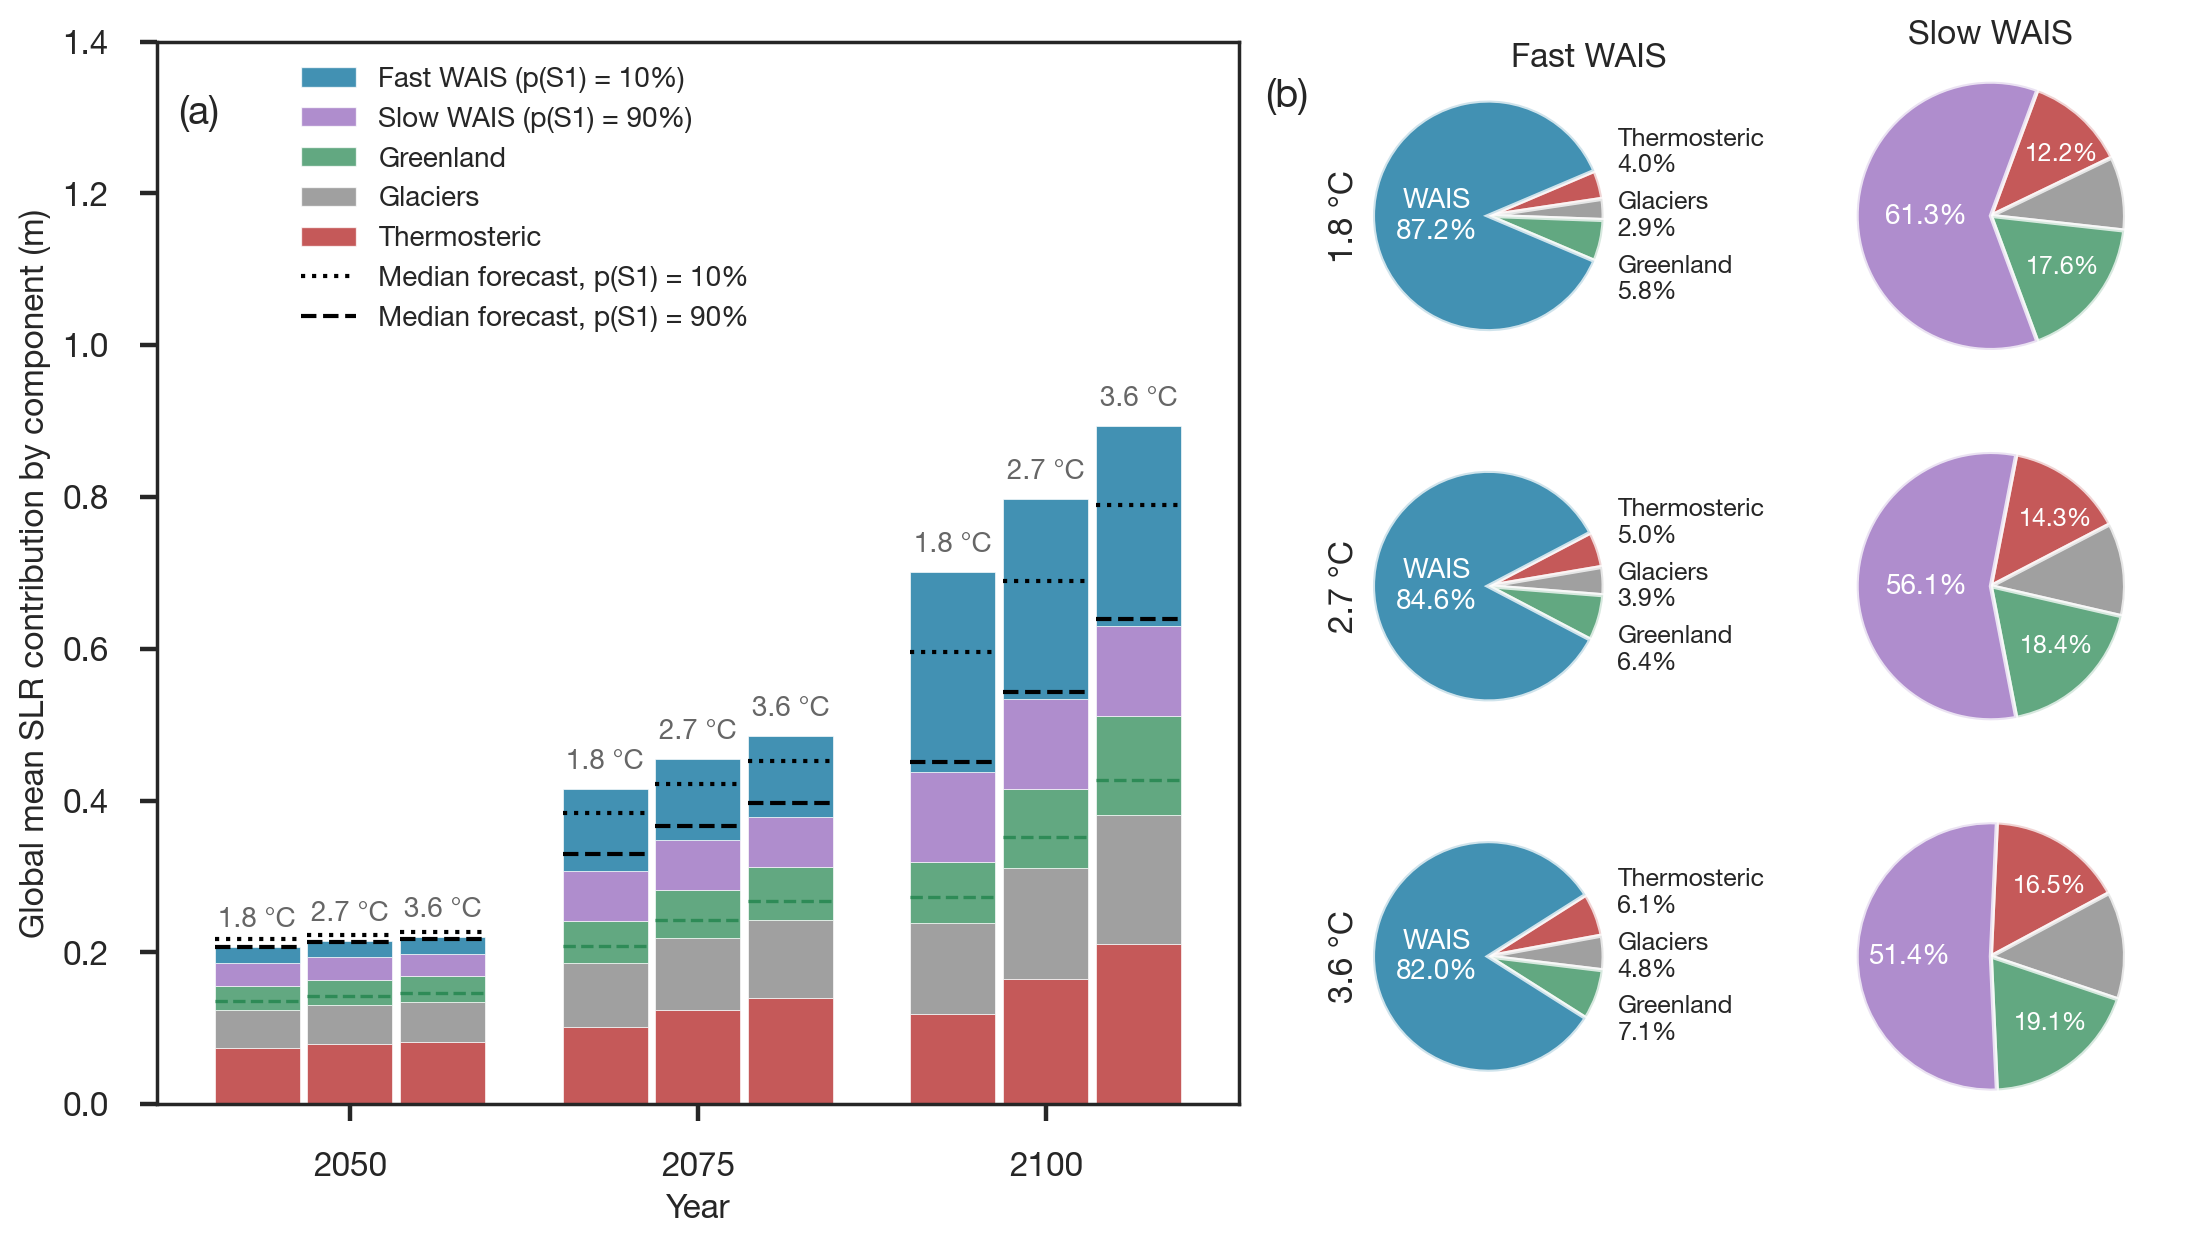 (a)
Fast WAIS (p(S1) = 10%)
Slow WAIS (p(S1) = 90%)
Greenland
Glaciers
Thermosteric
Median forecast, p(S1) = 10%
Median forecast, p(S1) = 90%
Global mean SLR contribution by component (m)
1.4
1.2
1.0
0.8
0.6
0.4
0.2
0.0
1.8 °C
2.7 °C
3.6 °C
1.8 °C
2.7 °C
3.6 °C
1.8 °C
2.7 °C
3.6 °C
2050
2075
2100
Year
(b)
Fast WAIS
Slow WAIS
1.8 °C
WAIS
87.2%
Thermosteric
4.0%
Glaciers
2.9%
Greenland
5.8%
61.3%
12.2%
17.6%
2.7 °C
WAIS
84.6%
Thermosteric
5.0%
Glaciers
3.9%
Greenland
6.4%
56.1%
14.3%
18.4%
3.6 °C
WAIS
82.0%
Thermosteric
6.1%
Glaciers
4.8%
Greenland
7.1%
51.4%
16.5%
19.1%